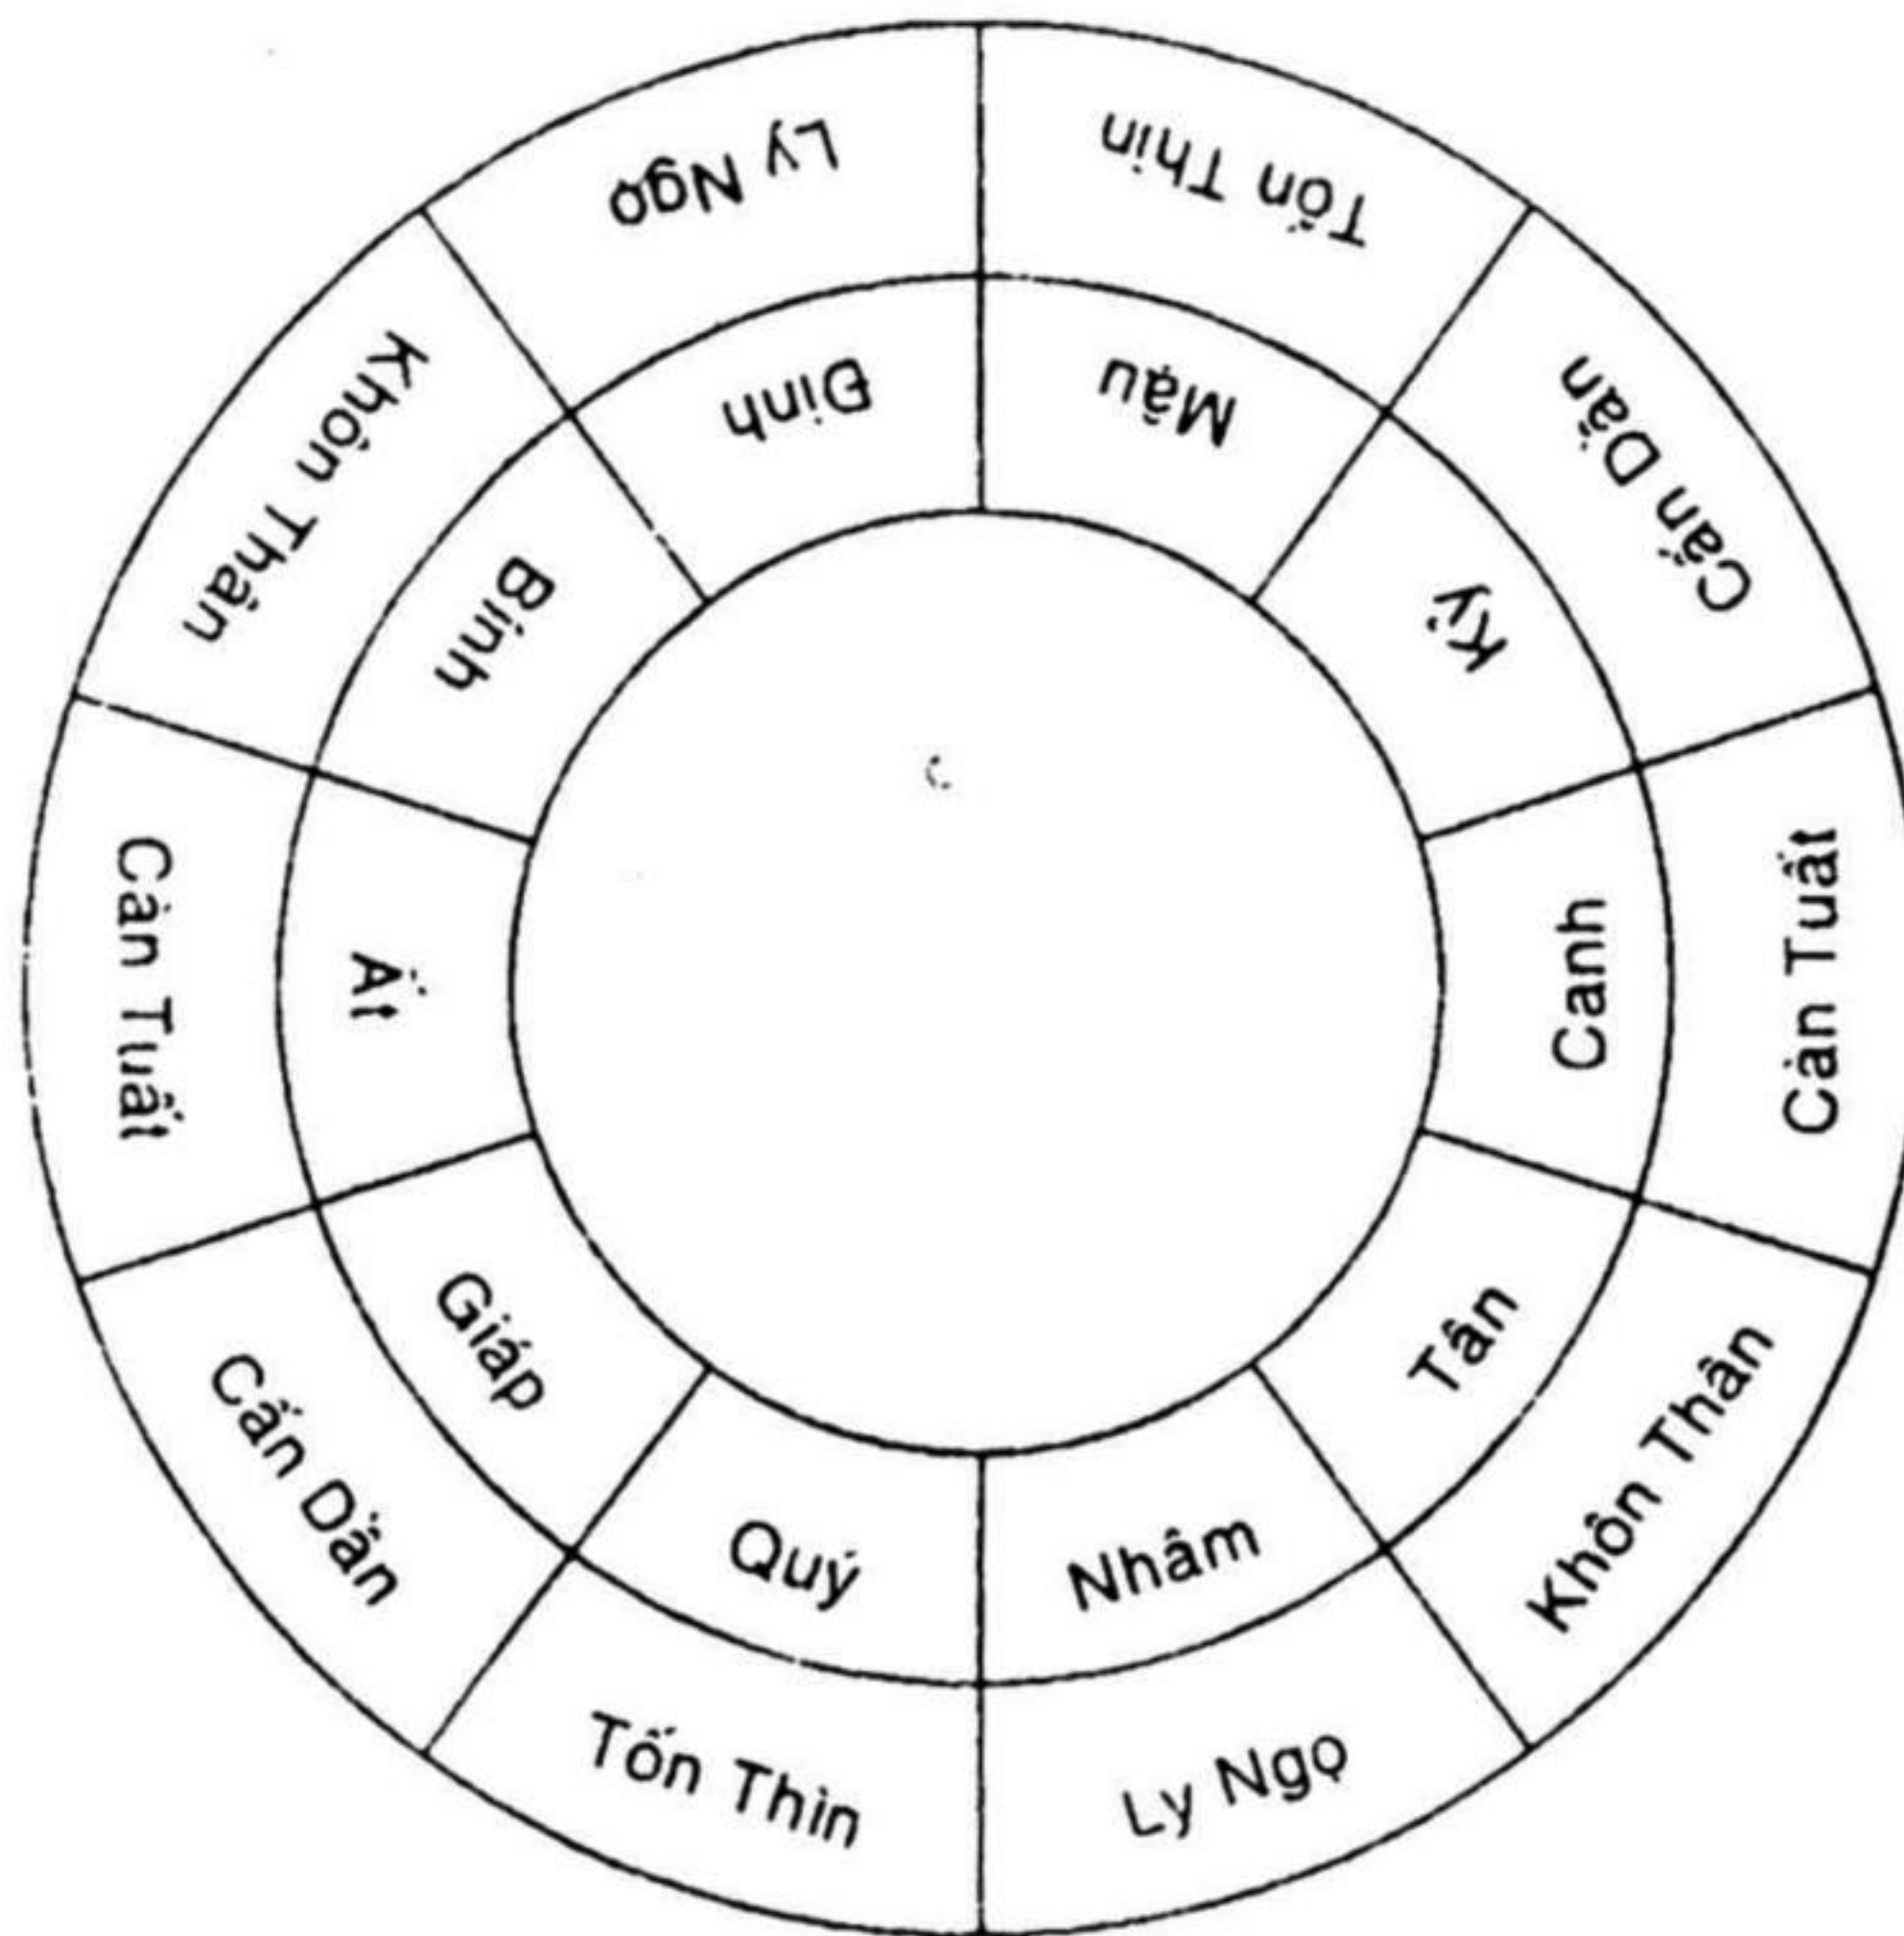 Tốn Thìn
Cấn Dần
Càn Tuất
Khôn Thân
Ly Ngọ
Tốn Thìn
Cấn Dần
Càn Tuất
Khôn Thân
Ly Ngọ
Mậu
Kỷ
Canh
Tân
Nhâm
Quý
Giáp
Ất
Bính
Đinh